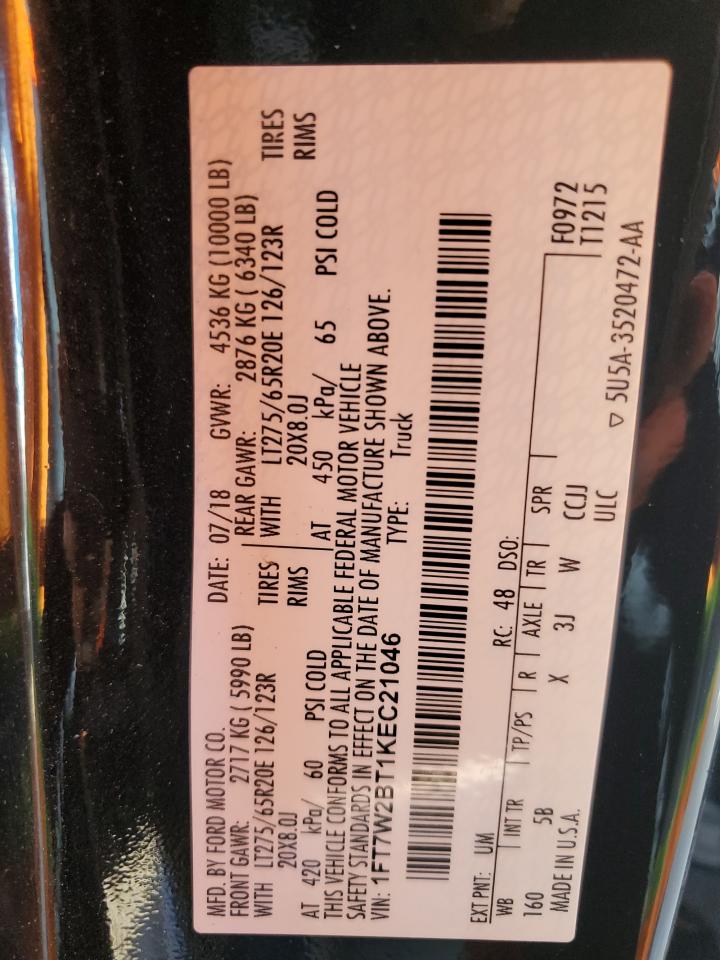 MFD. BY FORD MOTOR CO.
DATE: 07/18 GVWR: 4536 KG (10000 LB)
FRONT GAWR: 2717 KG ( 5990 LB) REAR GAWR: 2876 KG ( 6340 LB)
WITH LT275/65R20E 126/123R TIRES WITH LT275/65R20E 126/123R TIRES
20X8.0J RIMS 20X8.0J RIMS
AT 420 kPa/ 60 PSI COLD AT 450 kPa/ 65 PSI COLD
THIS VEHICLE CONFORMS TO ALL APPLICABLE FEDERAL MOTOR VEHICLE
SAFETY STANDARDS IN EFFECT ON THE DATE OF MANUFACTURE SHOWN ABOVE.
VIN: 1FT7W2BT1KEC21046 TYPE: Truck
EXT PNT: UM RC: 48 DSO: F0972
WB INT TR TP/PS R AXLE TR SPR T1215
160 5B X 3J W CCJJ
MADE IN U.S.A. ULC ▽ 5U5A-3520472-AA